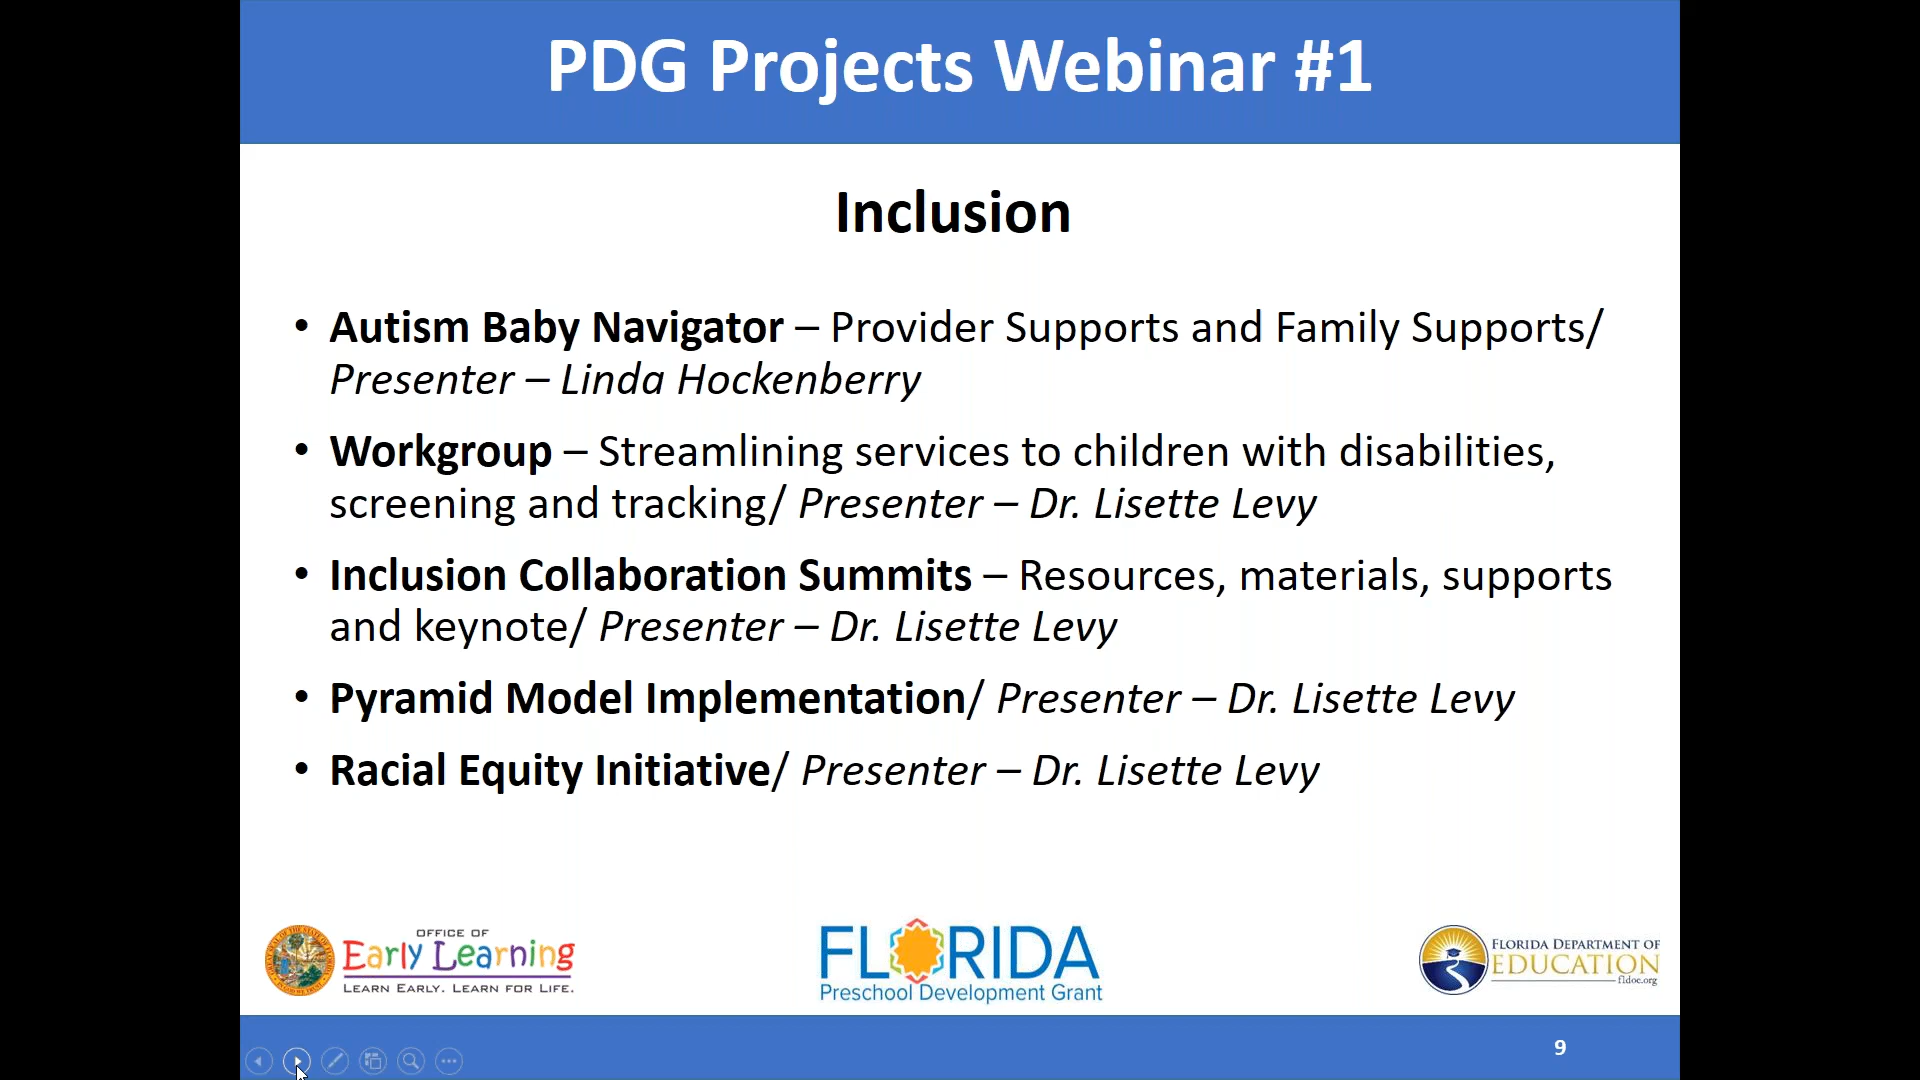 PDG Projects Webinar #1
Inclusion
• Autism Baby Navigator – Provider Supports and Family Supports/
Presenter – Linda Hockenberry
• Workgroup – Streamlining services to children with disabilities,
screening and tracking/ Presenter – Dr. Lisette Levy
• Inclusion Collaboration Summits – Resources, materials, supports
and keynote/ Presenter – Dr. Lisette Levy
• Pyramid Model Implementation/ Presenter – Dr. Lisette Levy
• Racial Equity Initiative/ Presenter – Dr. Lisette Levy
OFFICE OF
Early Learning
LEARN EARLY. LEARN FOR LIFE.
FLORIDA
Preschool Development Grant
FLORIDA DEPARTMENT OF
EDUCATION
fldoe.org
9